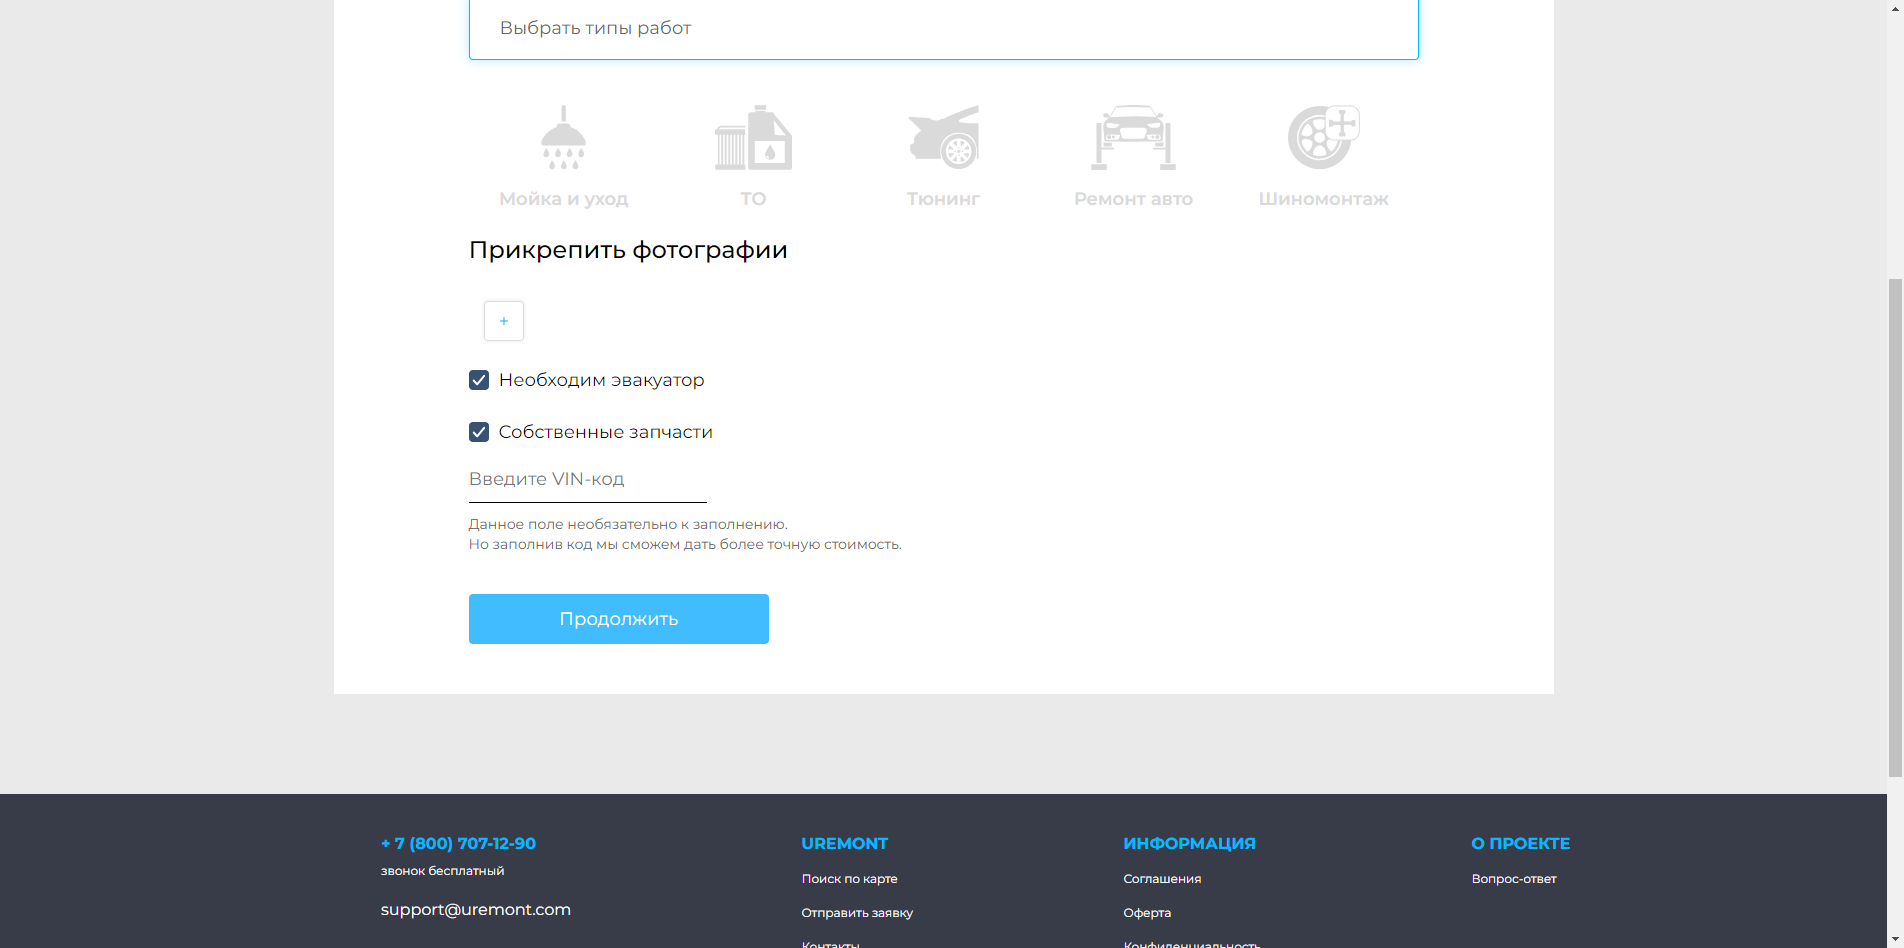 Выбрать типы работ
Мойка и уход
ТО
Тюнинг
Ремонт авто
Шиномонтаж
Прикрепить фотографии
+
Необходим эвакуатор
Собственные запчасти
Введите VIN-код
Данное поле необязательно к заполнению.
Но заполнив код мы сможем дать более точную стоимость.
Продолжить
+ 7 (800) 707-12-90
звонок бесплатный
support@uremont.com
UREMONT
Поиск по карте
Отправить заявку
Контакты
ИНФОРМАЦИЯ
Соглашения
Оферта
Конфиденциальность
О ПРОЕКТЕ
Вопрос-ответ